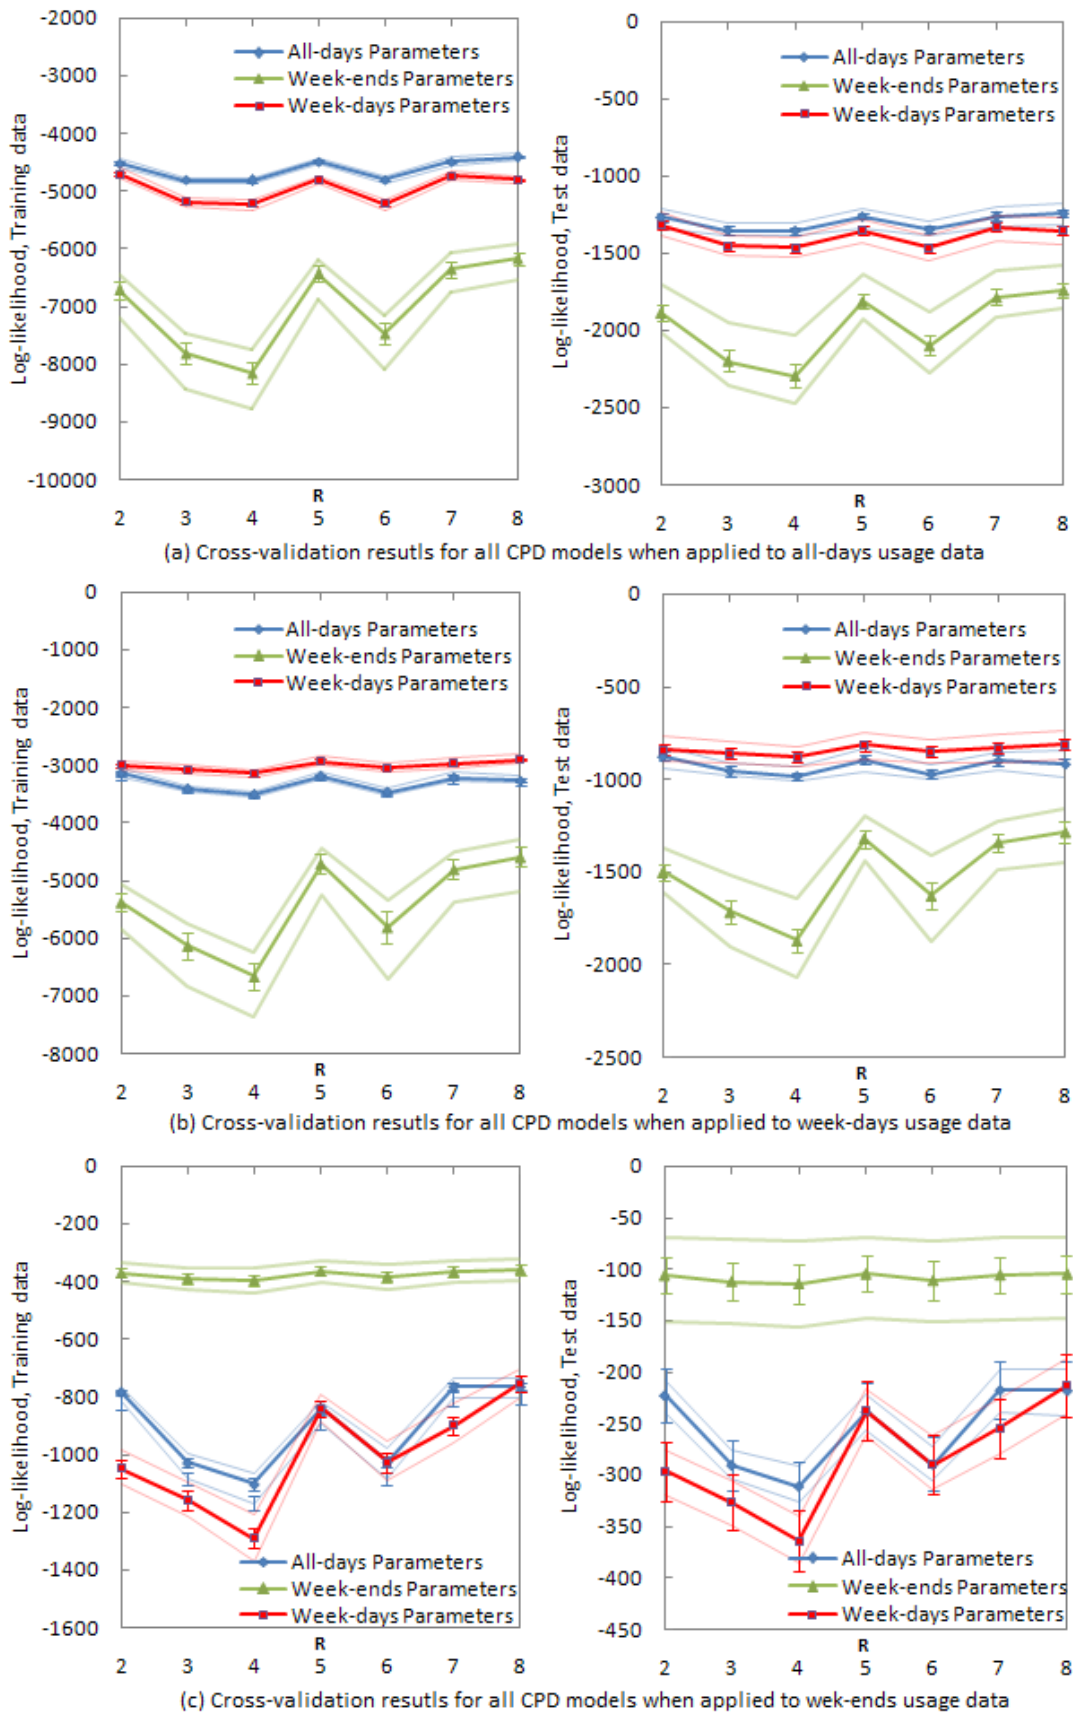 Log-likelihood, Training data
-2000
-3000
-4000
-5000
-6000
-7000
-8000
-9000
-10000
All-days Parameters
Week-ends Parameters
Week-days Parameters
R
2 3 4 5 6 7 8
Log-likelihood, Test data
0
-500
-1000
-1500
-2000
-2500
-3000
All-days Parameters
Week-ends Parameters
Week-days Parameters
R
2 3 4 5 6 7 8
(a) Cross-validation resutls for all CPD models when applied to all-days usage data
Log-likelihood, Training data
0
-1000
-2000
-3000
-4000
-5000
-6000
-7000
-8000
All-days Parameters
Week-ends Parameters
Week-days Parameters
R
2 3 4 5 6 7 8
Log-likelihood, Test data
0
-500
-1000
-1500
-2000
-2500
All-days Parameters
Week-ends Parameters
Week-days Parameters
R
2 3 4 5 6 7 8
(b) Cross-validation resutls for all CPD models when applied to week-days usage data
Log-likelihood, Training data
0
-200
-400
-600
-800
-1000
-1200
-1400
-1600
All-days Parameters
Week-ends Parameters
Week-days Parameters
R
2 3 4 5 6 7 8
Log-likelihood, Test data
0
-50
-100
-150
-200
-250
-300
-350
-400
-450
All-days Parameters
Week-ends Parameters
Week-days Parameters
R
2 3 4 5 6 7 8
(c) Cross-validation resutls for all CPD models when applied to wek-ends usage data